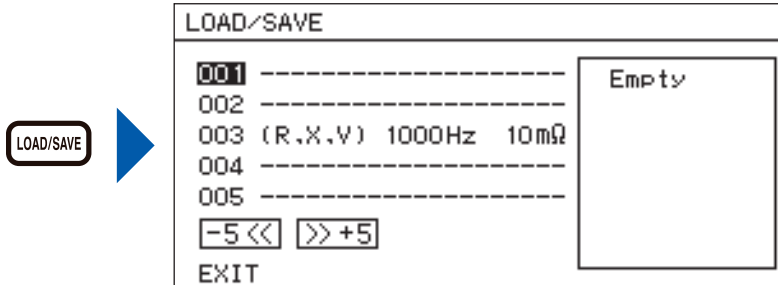 LOAD/SAVE
LOAD/SAVE
001 ---------------------
002 ---------------------
003 (R,X,V) 1000Hz 10mΩ
004 ---------------------
005 ---------------------
-5<< >>+5
EXIT
Empty